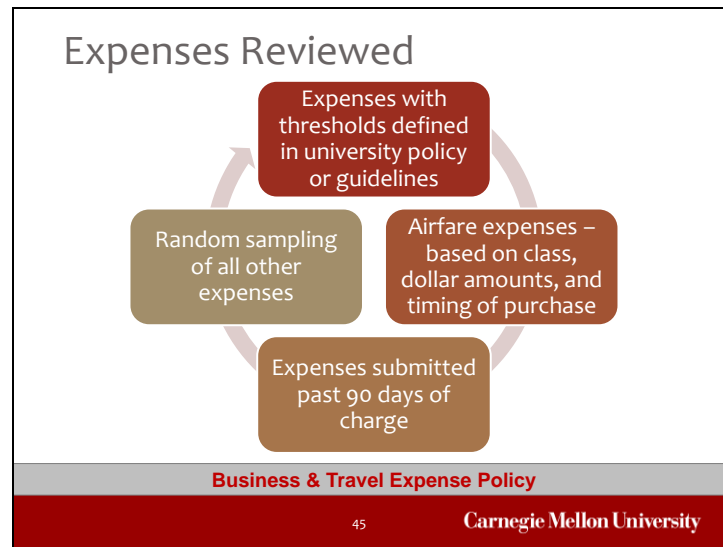 Expenses Reviewed
Expenses with
thresholds defined
in university policy
or guidelines
Airfare expenses –
based on class,
dollar amounts, and
timing of purchase
Expenses submitted
past 90 days of
charge
Random sampling
of all other
expenses
Business & Travel Expense Policy
45
Carnegie Mellon University